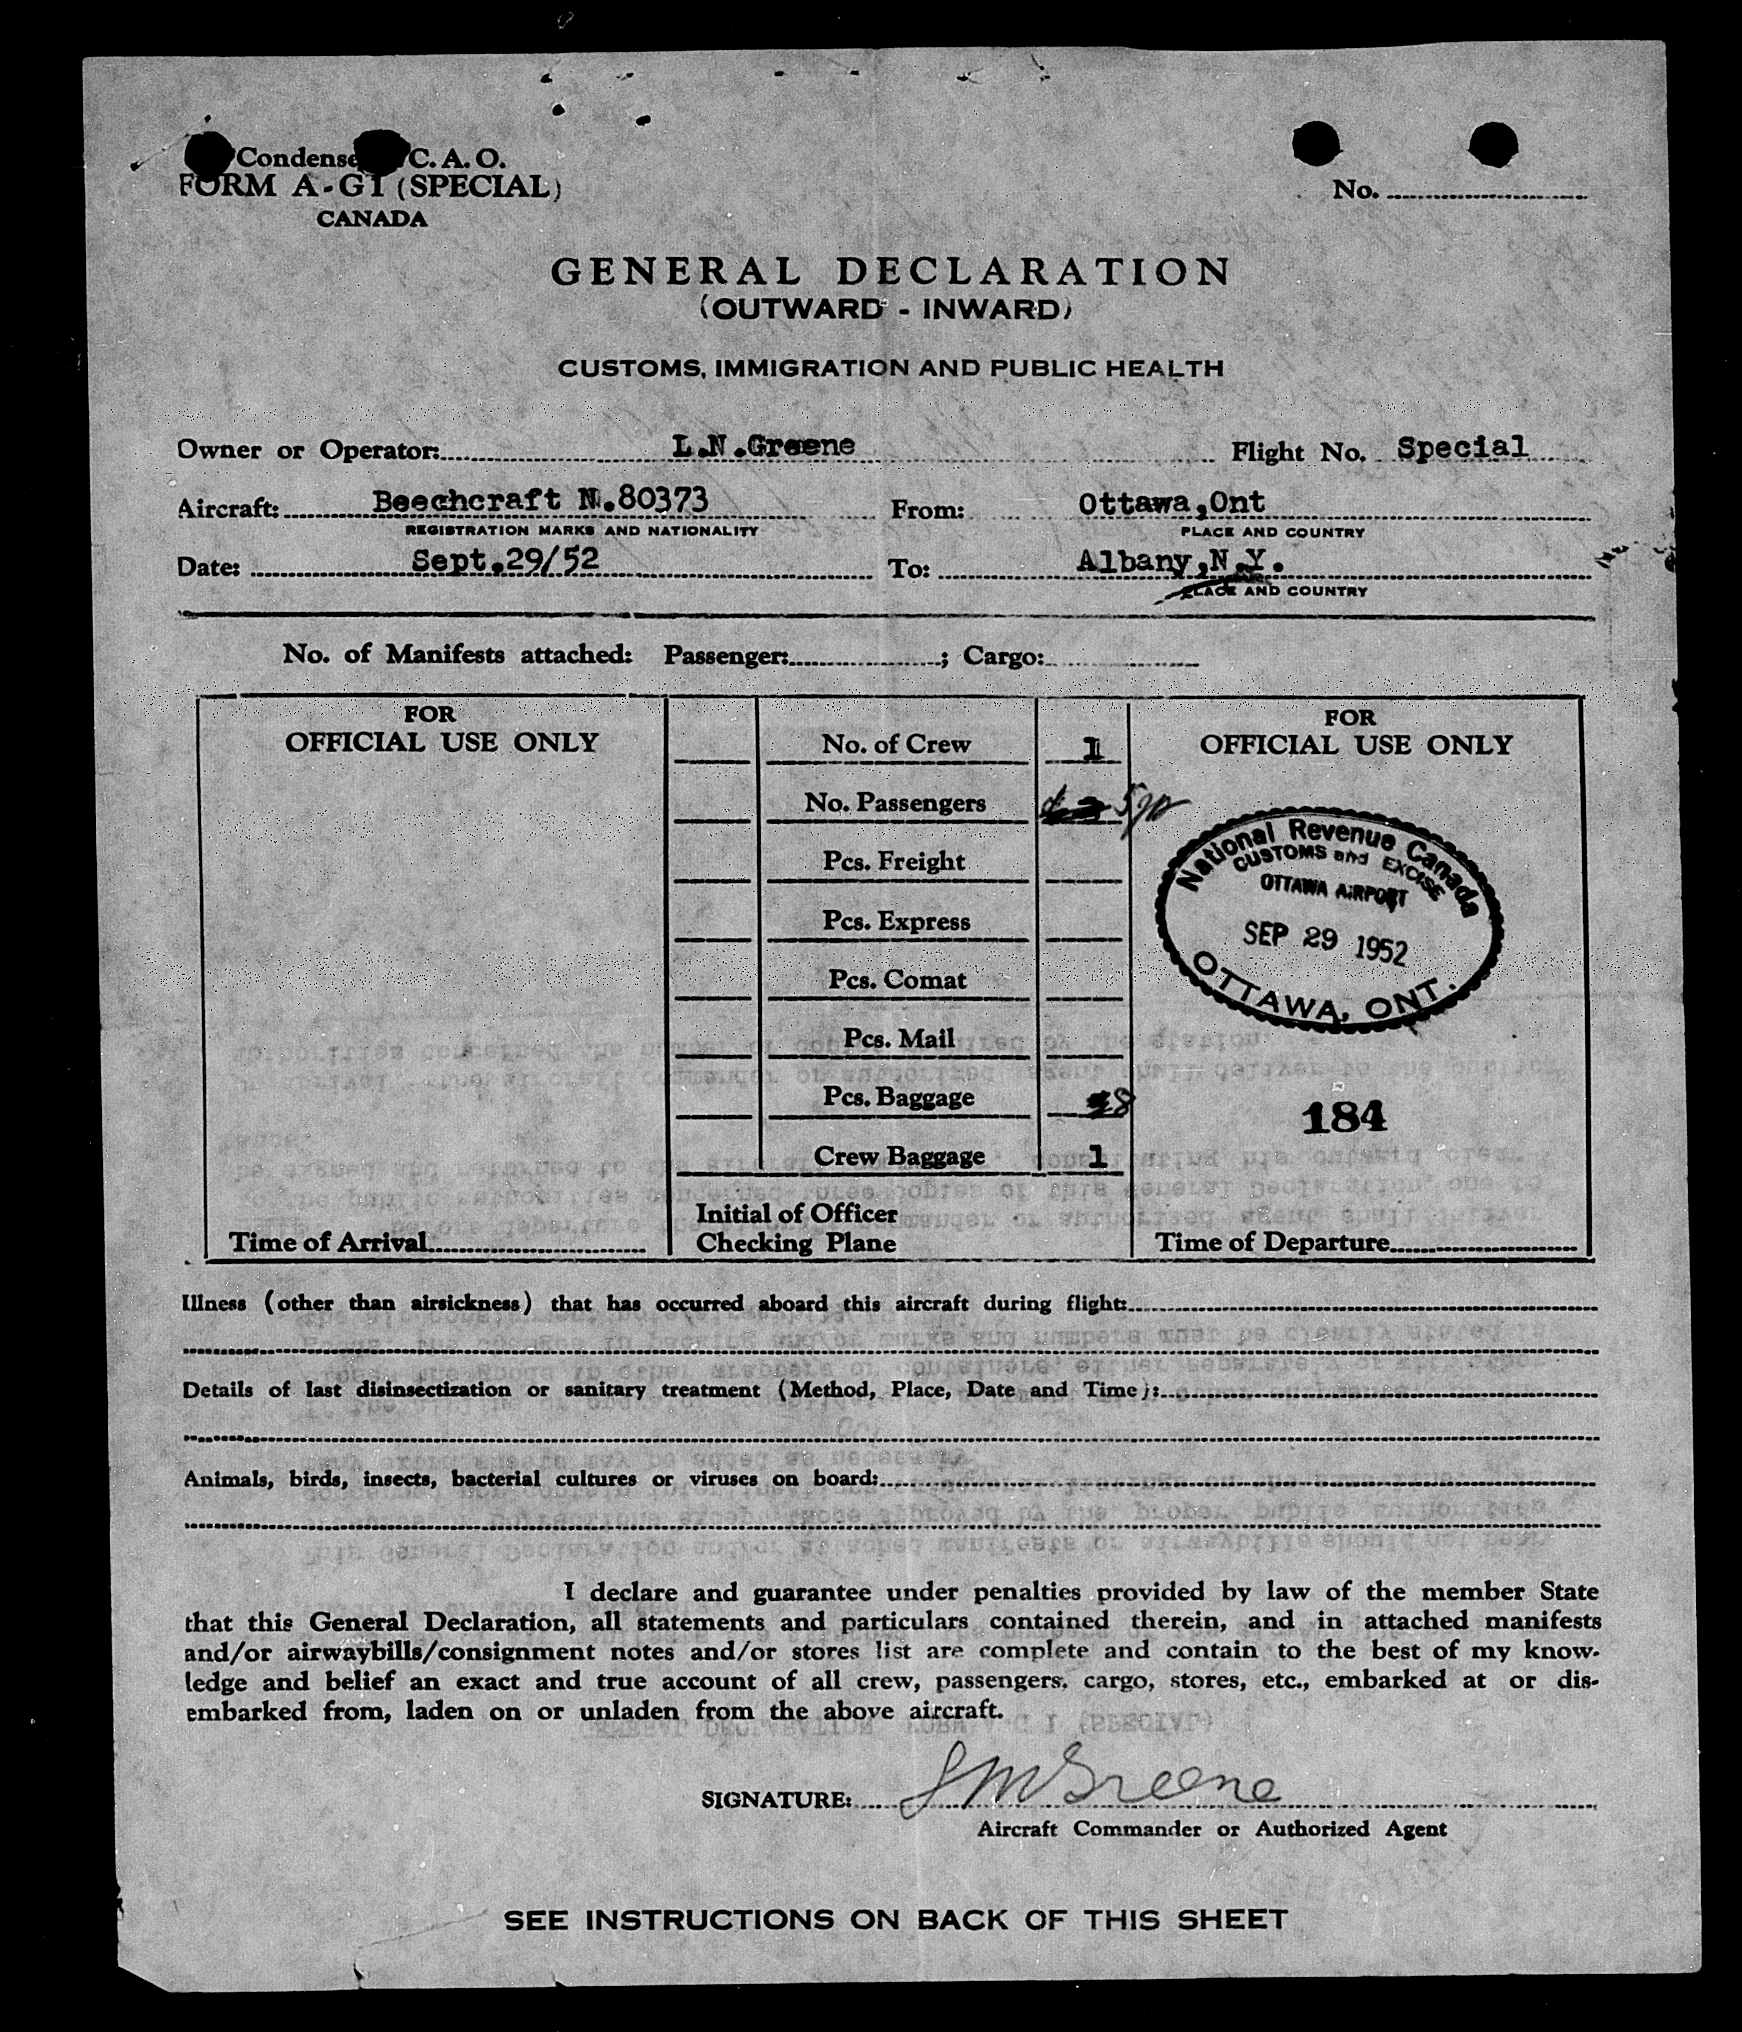 Condense C. A. O.
FORM A-G1 (SPECIAL)
CANADA
No.
GENERAL DECLARATION
(OUTWARD - INWARD)
CUSTOMS, IMMIGRATION AND PUBLIC HEALTH
Owner or Operator: L.N.Greene Flight No. Special
Aircraft: Beechcraft N.80373 From: Ottawa,Ont
REGISTRATION MARKS AND NATIONALITY PLACE AND COUNTRY
Date: Sept.29/52 To: Albany,N.Y.
PLACE AND COUNTRY
No. of Manifests attached: Passenger: ; Cargo:
FOR
OFFICIAL USE ONLY
No. of Crew 1
No. Passengers 5
Pcs. Freight
Pcs. Express
Pcs. Comat
Pcs. Mail
Pcs. Baggage 8
Crew Baggage 1
Initial of Officer
Checking Plane
Time of Arrival
FOR
OFFICIAL USE ONLY
National Revenue Canada
CUSTOMS and EXCISE
OTTAWA AIRPORT
SEP 29 1952
OTTAWA, ONT.
184
Time of Departure
Illness (other than airsickness) that has occurred aboard this aircraft during flight:
Details of last disinsectization or sanitary treatment (Method, Place, Date and Time):
Animals, birds, insects, bacterial cultures or viruses on board:
I declare and guarantee under penalties provided by law of the member State
that this General Declaration, all statements and particulars contained therein, and in attached manifests
and/or airwaybills/consignment notes and/or stores list are complete and contain to the best of my know-
ledge and belief an exact and true account of all crew, passengers, cargo, stores, etc., embarked at or dis-
embarked from, laden on or unladen from the above aircraft.
SIGNATURE: L N Greene
Aircraft Commander or Authorized Agent
SEE INSTRUCTIONS ON BACK OF THIS SHEET